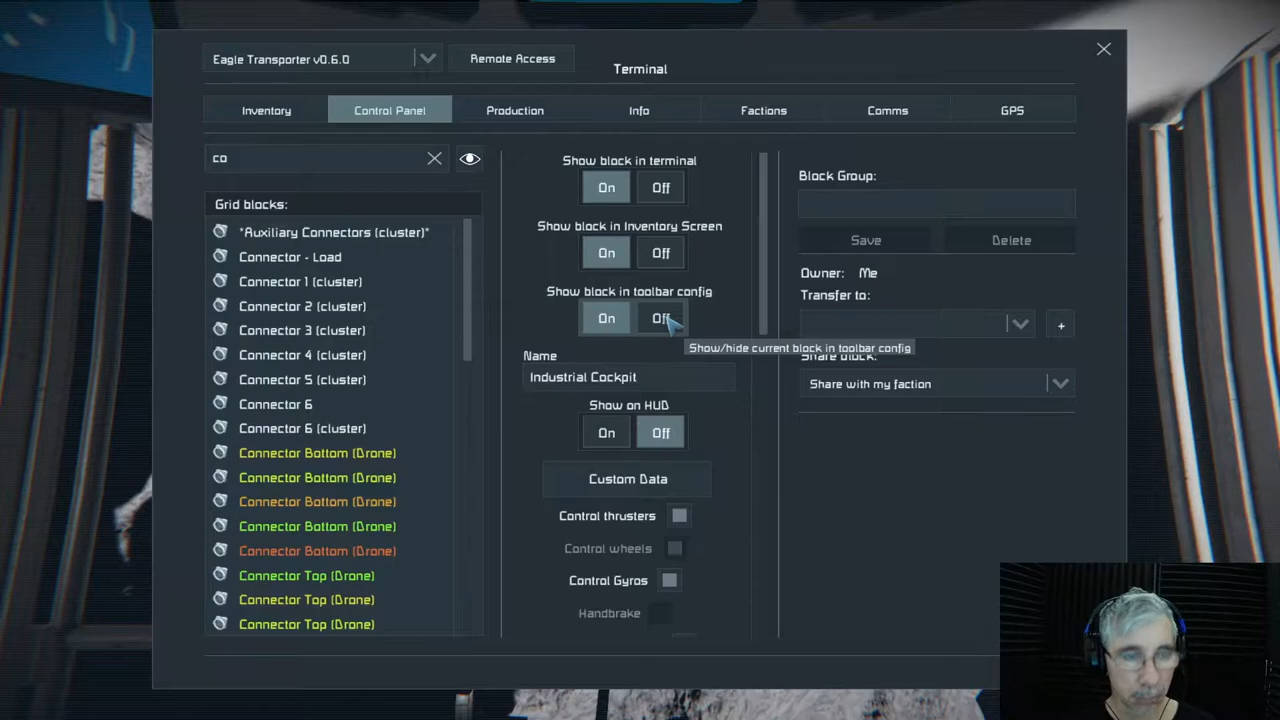 Eagle Transporter v0.6.0
Remote Access
Terminal
Inventory
Control Panel
Production
Info
Factions
Comms
GPS
co
Grid blocks:
*Auxiliary Connectors (cluster)*
Connector - Load
Connector 1 (cluster)
Connector 2 (cluster)
Connector 3 (cluster)
Connector 4 (cluster)
Connector 5 (cluster)
Connector 6
Connector 6 (cluster)
Connector Bottom (Drone)
Connector Bottom (Drone)
Connector Bottom (Drone)
Connector Bottom (Drone)
Connector Bottom (Drone)
Connector Top (Drone)
Connector Top (Drone)
Connector Top (Drone)
Show block in terminal
On Off
Show block in Inventory Screen
On Off
Show block in toolbar config
On Off
Show/hide current block in toolbar config
Name
Industrial Cockpit
Show on HUD
On Off
Custom Data
Control thrusters
Control wheels
Control Gyros
Handbrake
Block Group:
Save
Delete
Owner: Me
Transfer to:
+
Share block:
Share with my faction